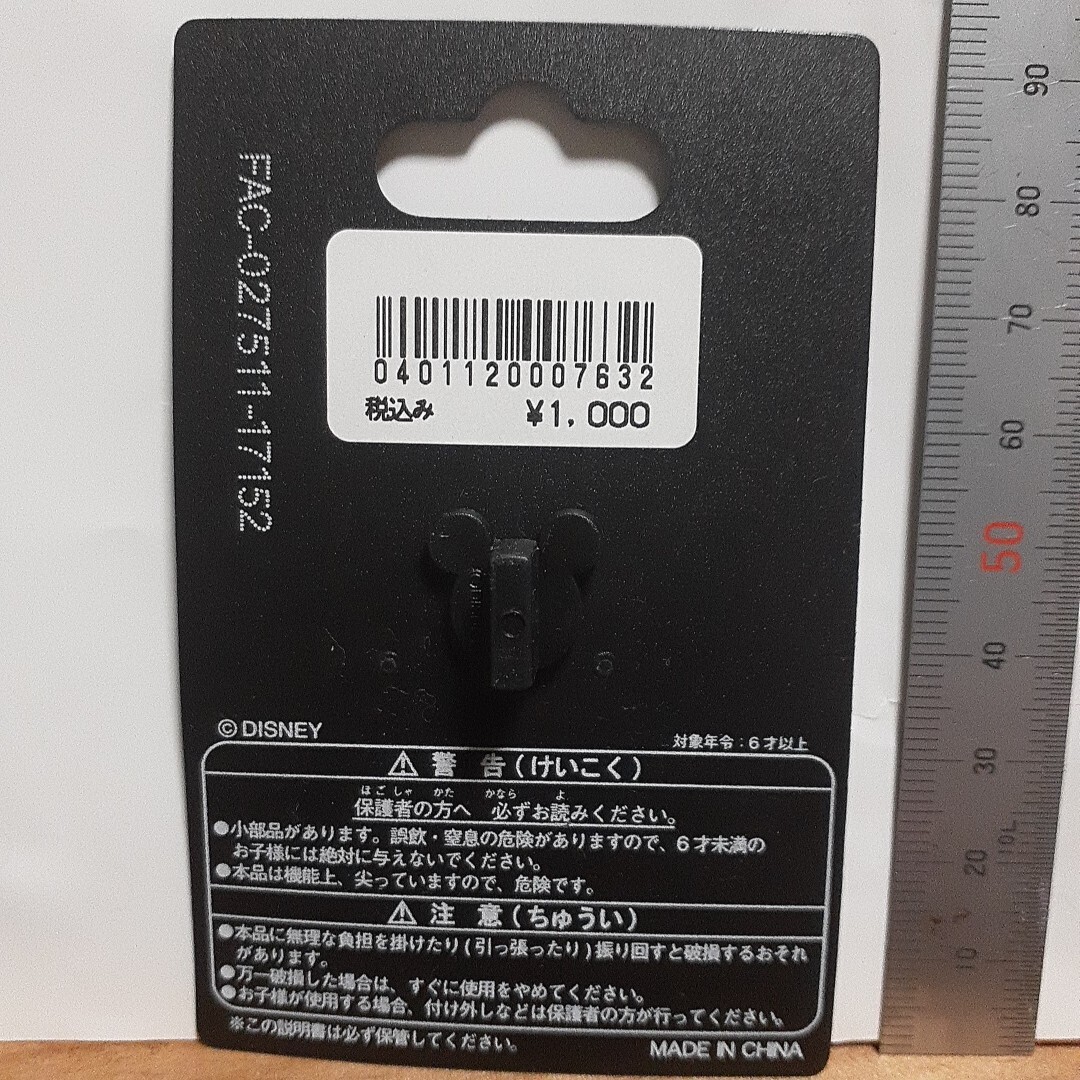 FAC-027511-17152
0401120007632
税込み ¥1,000
© DISNEY
対象年令：6才以上
⚠ 警 告（けいこく）
ほごしゃ かた かなら よ
保護者の方へ 必ずお読みください。
●小部品があります。誤飲・窒息の危険がありますので、6才未満の
お子様には絶対に与えないでください。
●本品は機能上、尖っていますので、危険です。
⚠ 注 意（ちゅうい）
●本品に無理な負担を掛けたり(引っ張ったり)振り回すと破損するおそれ
があります。
●万一破損した場合は、すぐに使用をやめてください。
●お子様が使用する場合、付け外しなどは保護者の方が行ってください。
※この説明書は必ず保管してください。
MADE IN CHINA
90
80
70
60
50
40
30
20
10